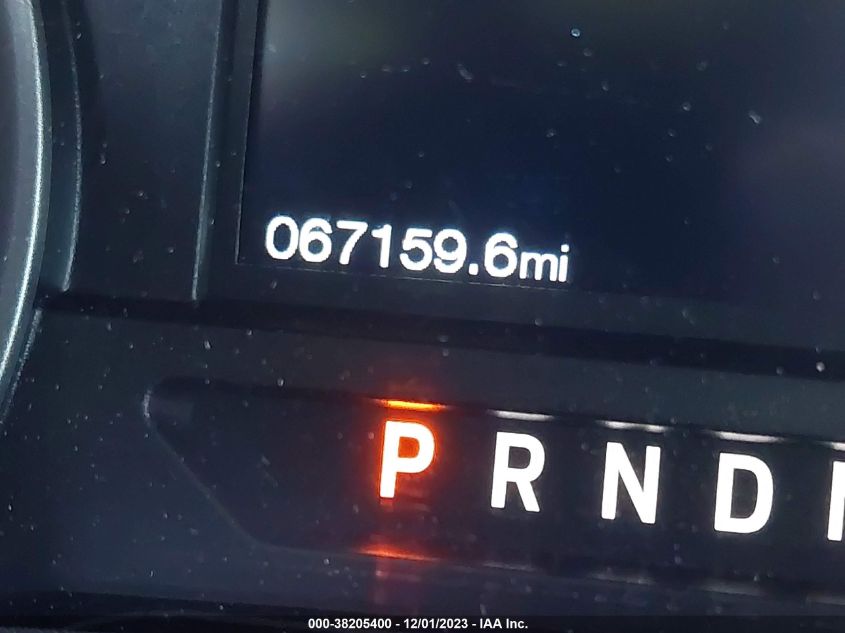 067159.6mi
P R N D
000-38205400 - 12/01/2023 - IAA Inc.